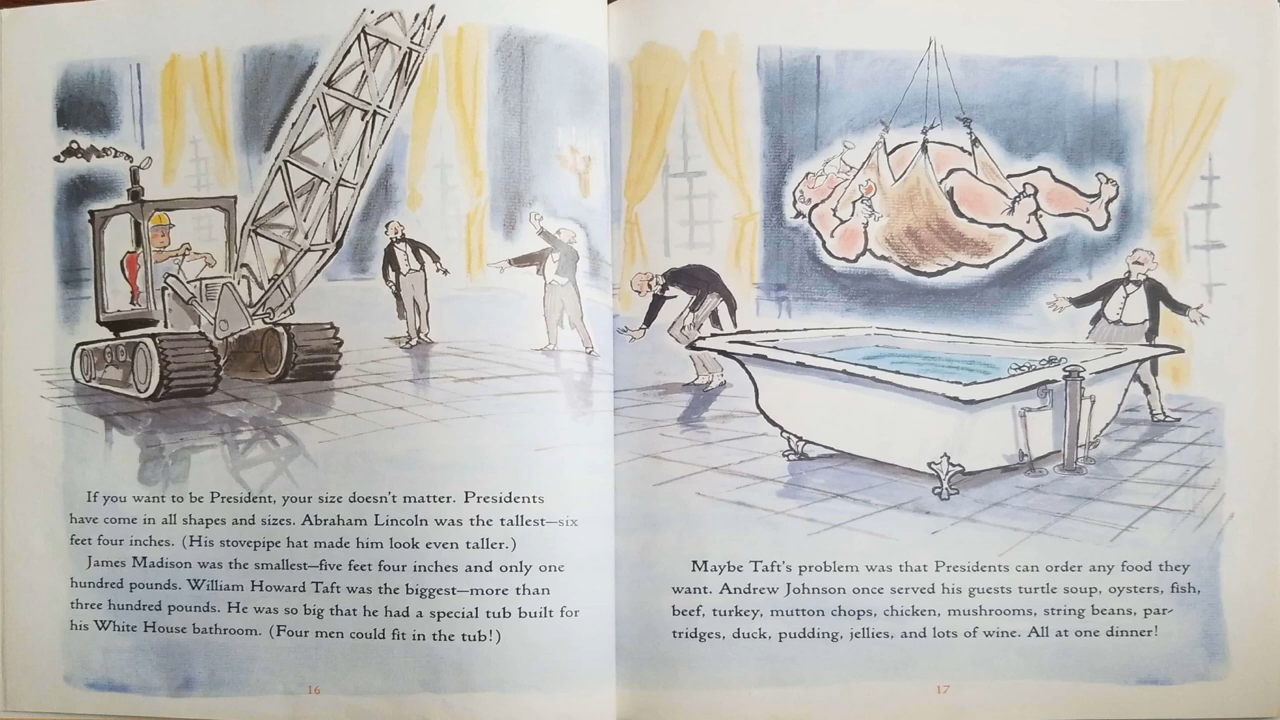 If you want to be President, your size doesn't matter. Presidents
have come in all shapes and sizes. Abraham Lincoln was the tallest—six
feet four inches. (His stovepipe hat made him look even taller.)
James Madison was the smallest—five feet four inches and only one
hundred pounds. William Howard Taft was the biggest—more than
three hundred pounds. He was so big that he had a special tub built for
his White House bathroom. (Four men could fit in the tub!)
16
Maybe Taft's problem was that Presidents can order any food they
want. Andrew Johnson once served his guests turtle soup, oysters, fish,
beef, turkey, mutton chops, chicken, mushrooms, string beans, par-
tridges, duck, pudding, jellies, and lots of wine. All at one dinner!
17